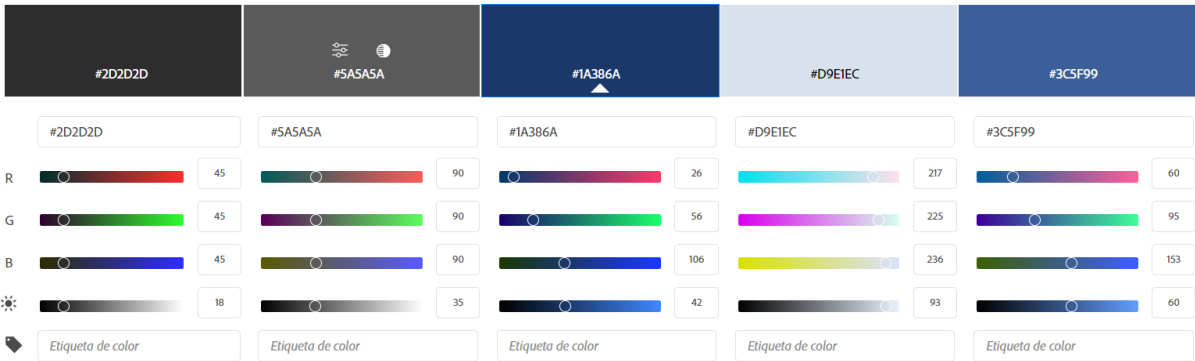 #2D2D2D #5A5A5A #1A386A #D9E1EC #3C5F99
#2D2D2D #5A5A5A #1A386A #D9E1EC #3C5F99
R 45 90 26 217 60
G 45 90 56 225 95
B 45 90 106 236 153
18 35 42 93 60
Etiqueta de color Etiqueta de color Etiqueta de color Etiqueta de color Etiqueta de color